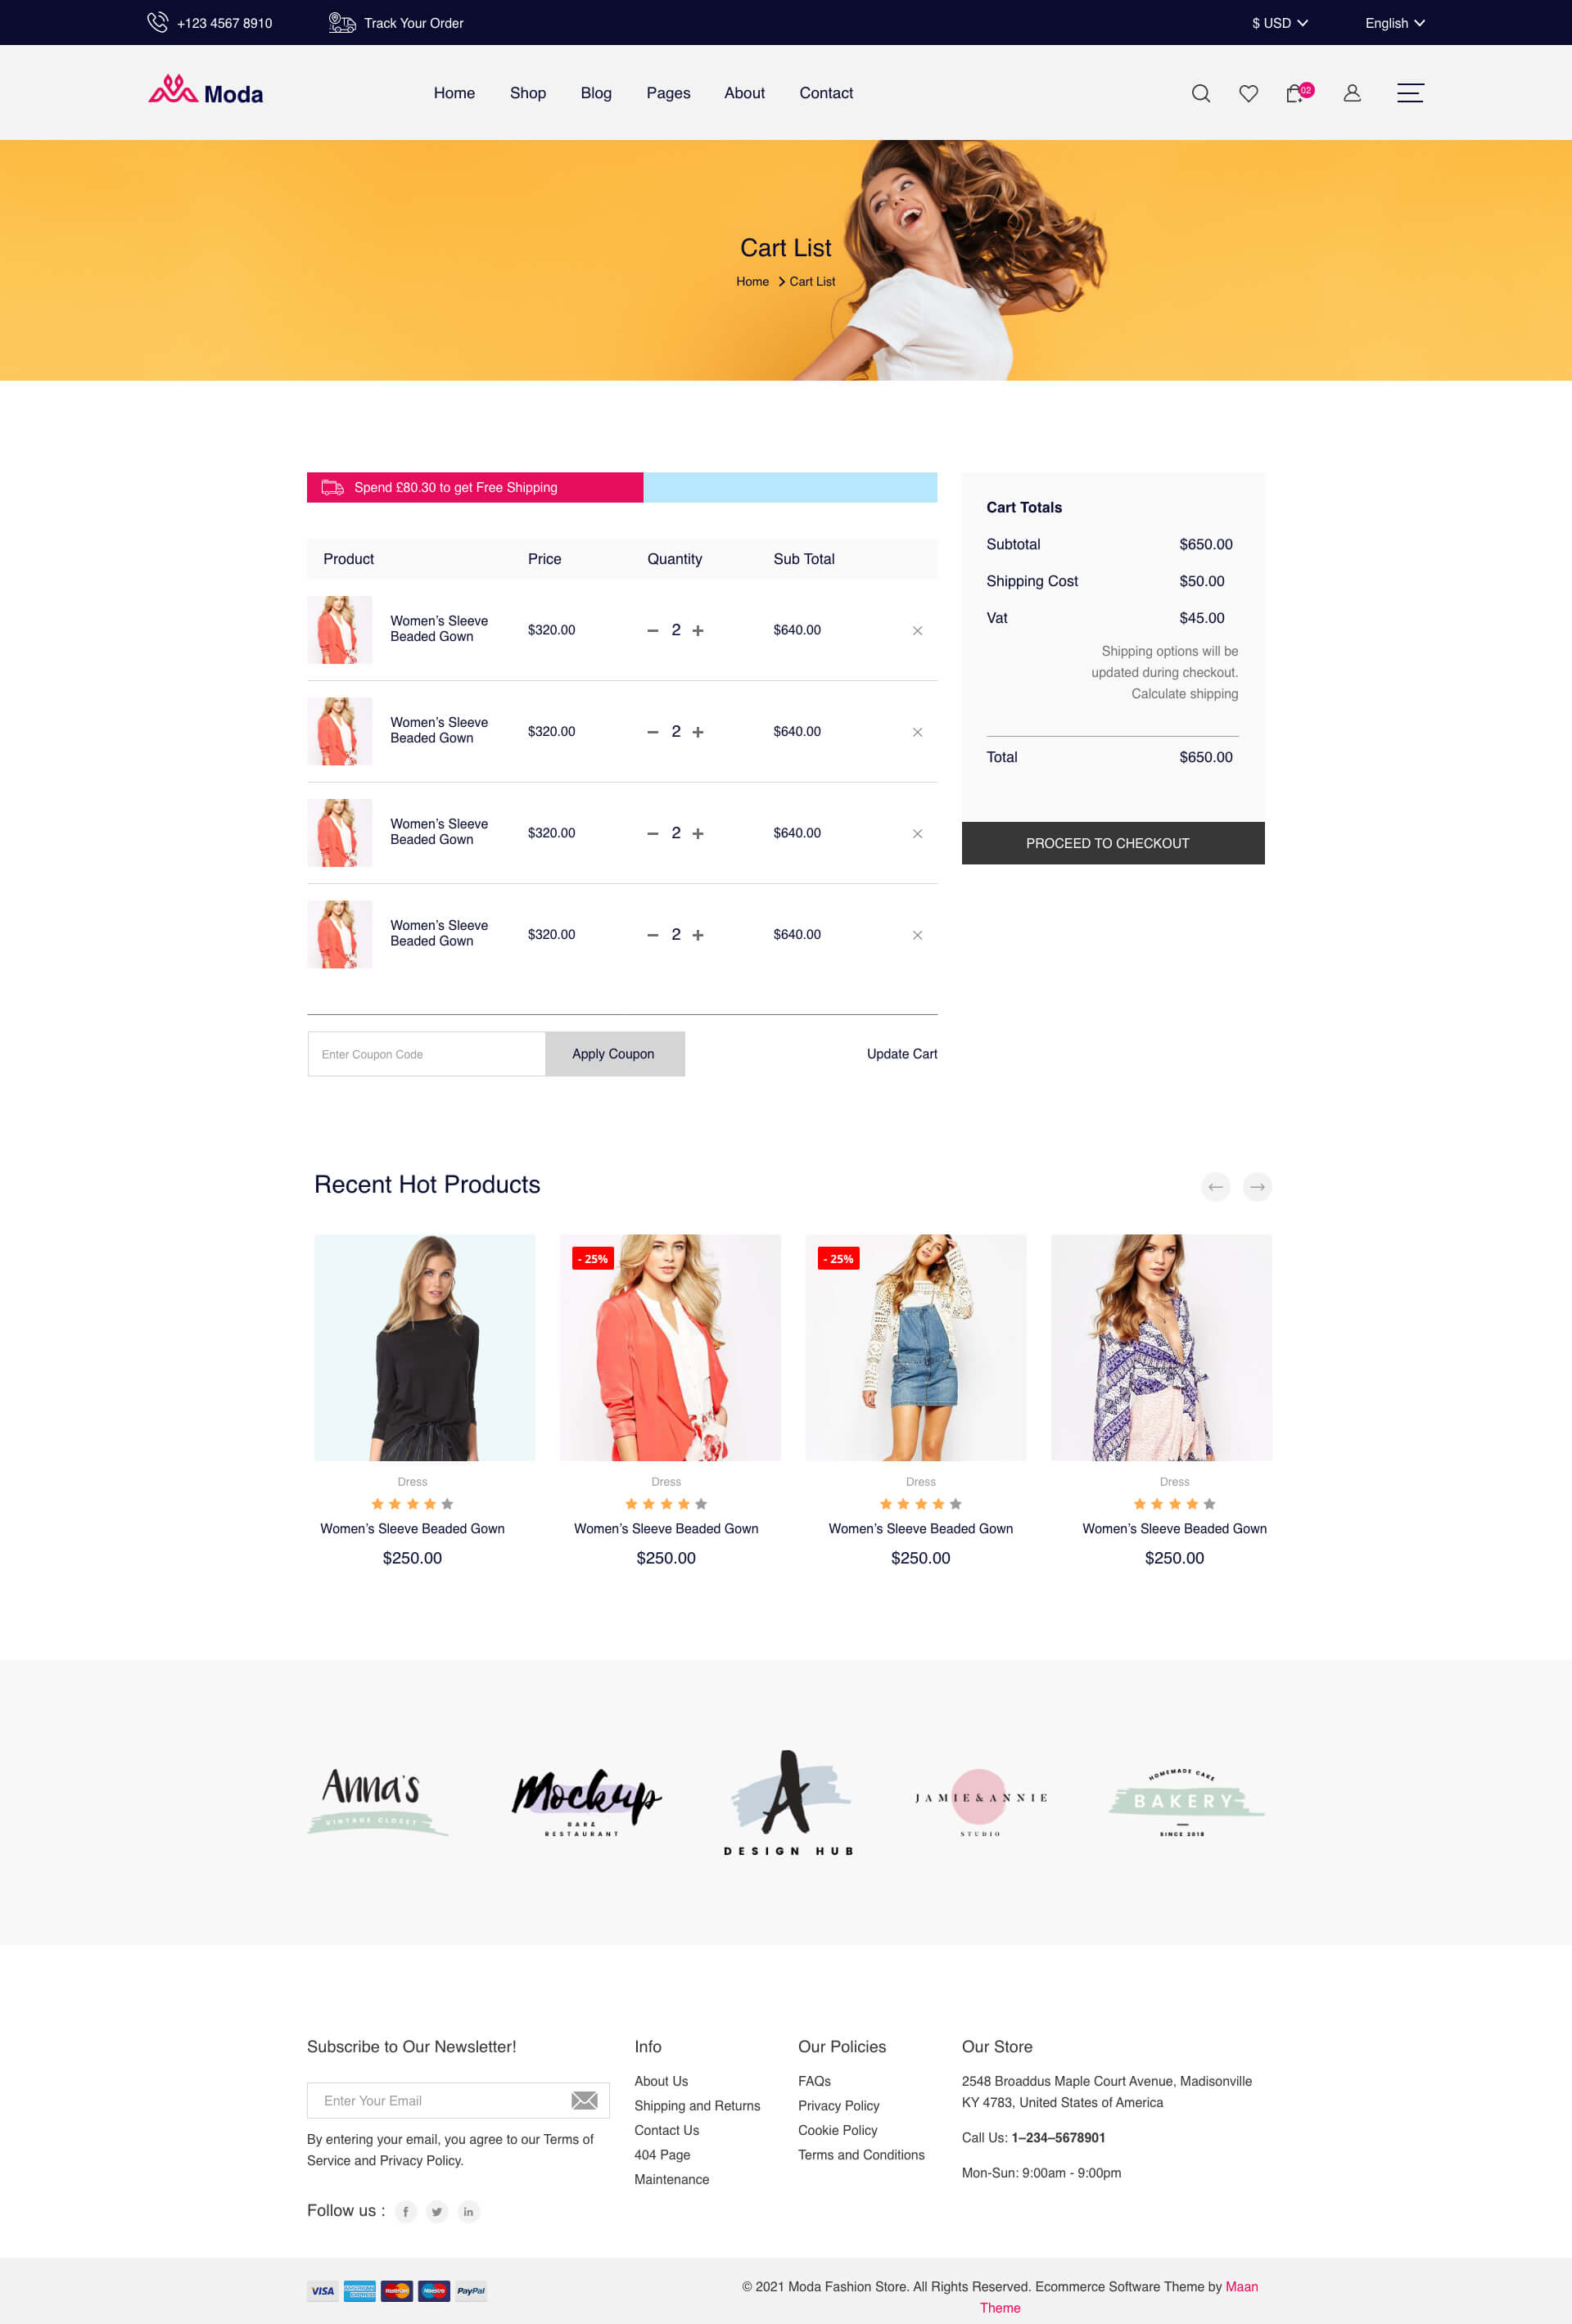 +123 4567 8910
Track Your Order
$ USD
English
Moda
Home
Shop
Blog
Pages
About
Contact
02
Cart List
Home
Cart List
Spend £80.30 to get Free Shipping
Product
Price
Quantity
Sub Total
Women's Sleeve
Beaded Gown
$320.00
2
$640.00
Women's Sleeve
Beaded Gown
$320.00
2
$640.00
Women's Sleeve
Beaded Gown
$320.00
2
$640.00
Women's Sleeve
Beaded Gown
$320.00
2
$640.00
Enter Coupon Code
Apply Coupon
Update Cart
Cart Totals
Subtotal
$650.00
Shipping Cost
$50.00
Vat
$45.00
Shipping options will be
updated during checkout.
Calculate shipping
Total
$650.00
PROCEED TO CHECKOUT
Recent Hot Products
- 25%
- 25%
Dress
Women's Sleeve Beaded Gown
$250.00
Dress
Women's Sleeve Beaded Gown
$250.00
Dress
Women's Sleeve Beaded Gown
$250.00
Dress
Women's Sleeve Beaded Gown
$250.00
Anna's
VINTAGE CLOSET
Mockup
BAR&
RESTAURANT
A
DESIGN HUB
JAMIE&ANNIE
STUDIO
HOMEMADE CAKE
BAKERY
SINCE 2018
Subscribe to Our Newsletter!
Enter Your Email
By entering your email, you agree to our Terms of
Service and Privacy Policy.
Follow us :
f
in
Info
About Us
Shipping and Returns
Contact Us
404 Page
Maintenance
Our Policies
FAQs
Privacy Policy
Cookie Policy
Terms and Conditions
Our Store
2548 Broaddus Maple Court Avenue, Madisonville
KY 4783, United States of America
Call Us: 1–234–5678901
Mon-Sun: 9:00am - 9:00pm
VISA
AMERICAN
EXPRESS
MasterCard
Maestro
PayPal
© 2021 Moda Fashion Store. All Rights Reserved. Ecommerce Software Theme by Maan
Theme